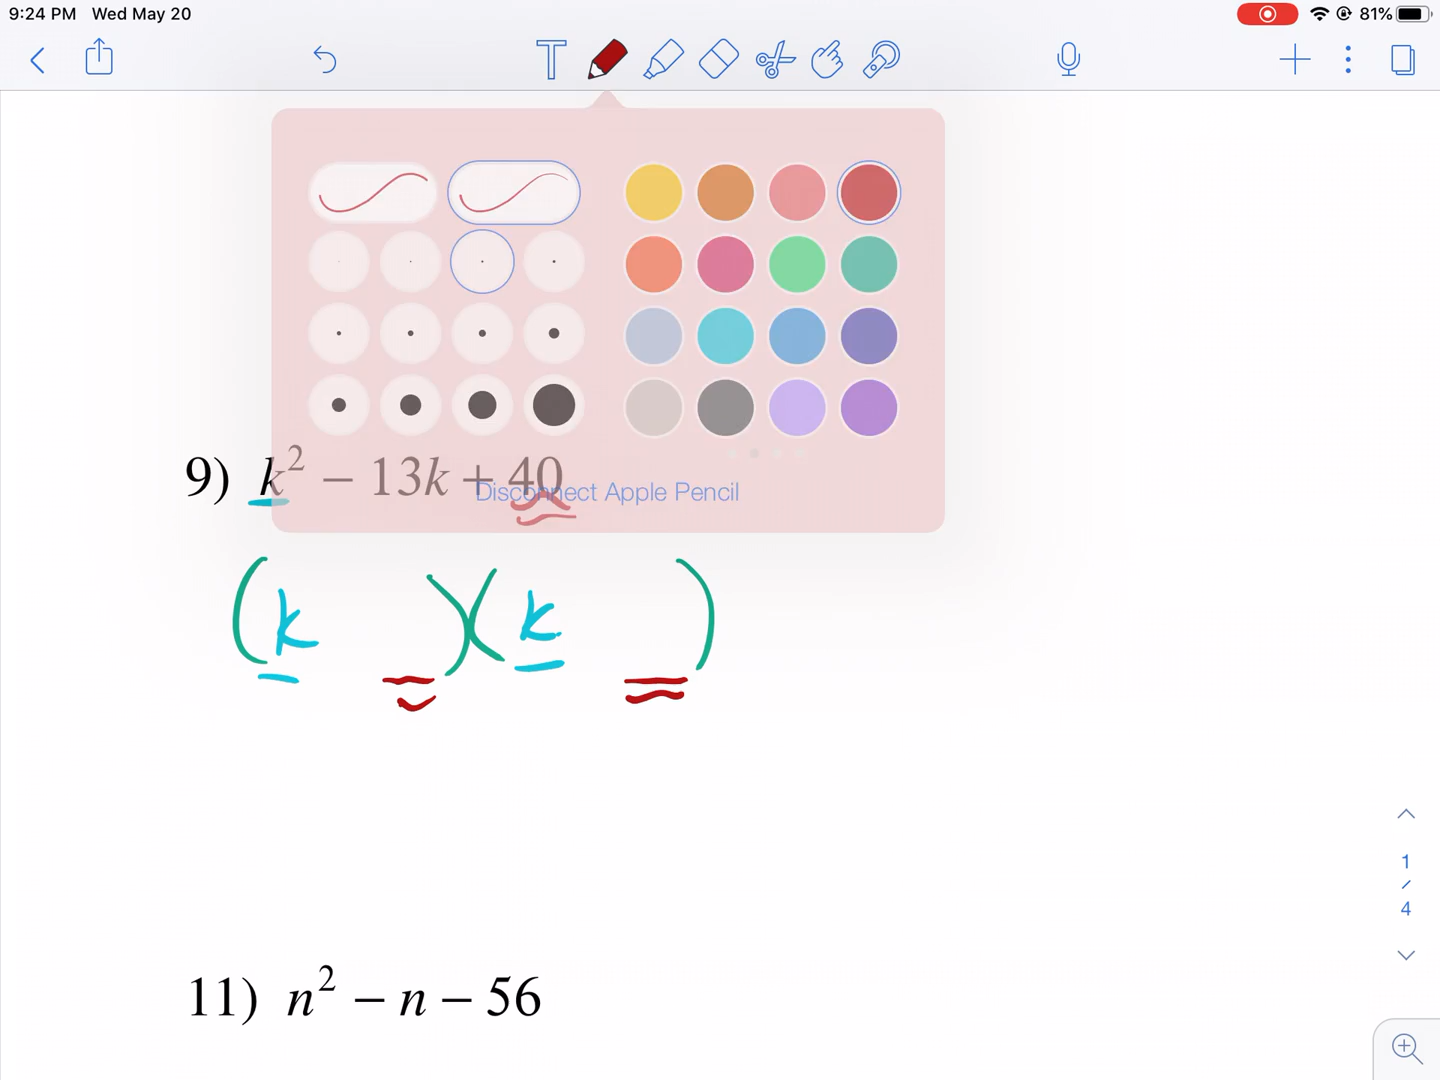 9:24 PM Wed May 20
81%
T
9) k² − 13k + 40
Disconnect Apple Pencil
(k )(k )
1
/
4
11) n² − n − 56